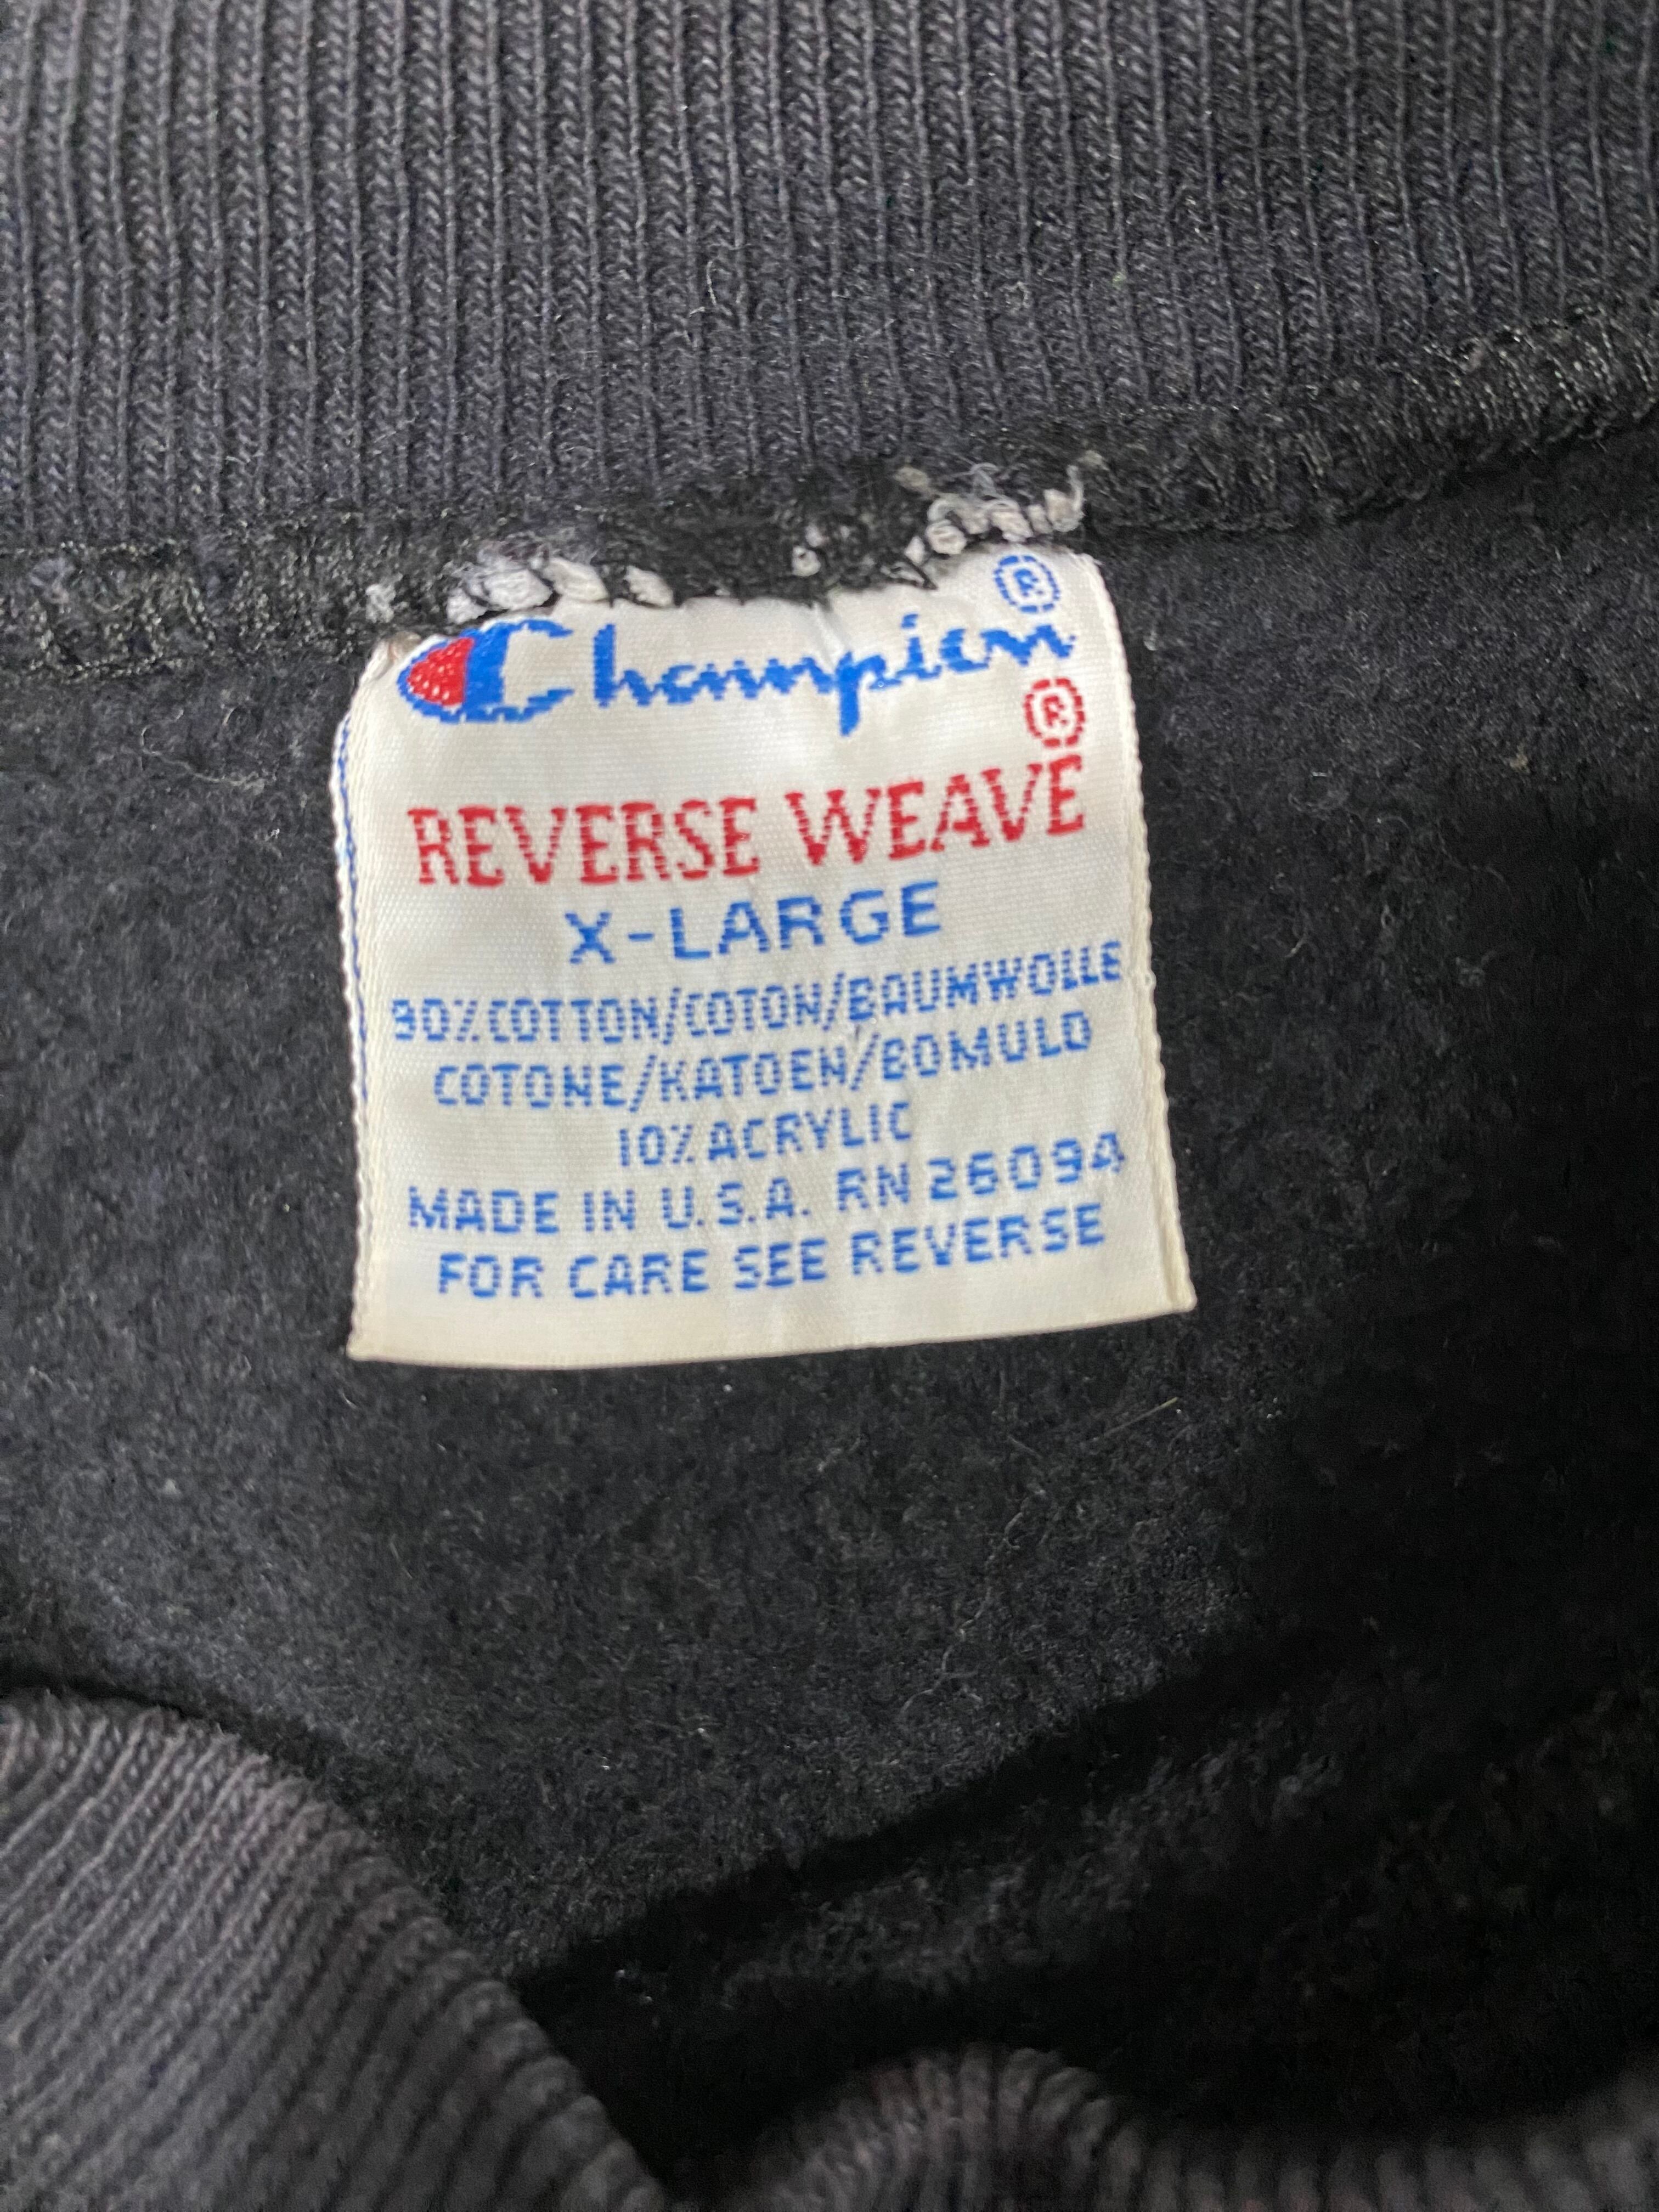 Champion®
®
REVERSE WEAVE
X-LARGE
90% COTTON/COTON/BAUMWOLLE
COTONE/KATOEN/BOMULD
10% ACRYLIC
MADE IN U.S.A. RN 26094
FOR CARE SEE REVERSE